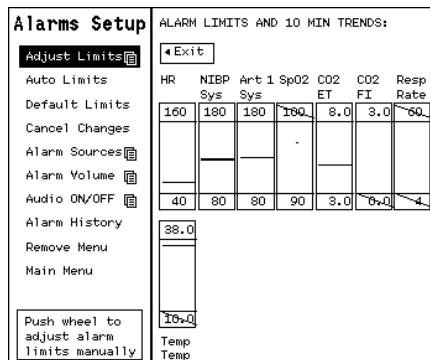 Alarms Setup
Adjust Limits
Auto Limits
Default Limits
Cancel Changes
Alarm Sources
Alarm Volume
Audio ON/OFF
Alarm History
Remove Menu
Main Menu
Push wheel to
adjust alarm
limits manually
ALARM LIMITS AND 10 MIN TRENDS:
Exit
HR NIBP Art 1 SpO2 CO2 CO2 Resp
Sys Sys ET FI Rate
160 180 180 100 8.0 3.0 60
40 80 80 90 3.0 0.0 4
38.0
10.0
Temp
Temp